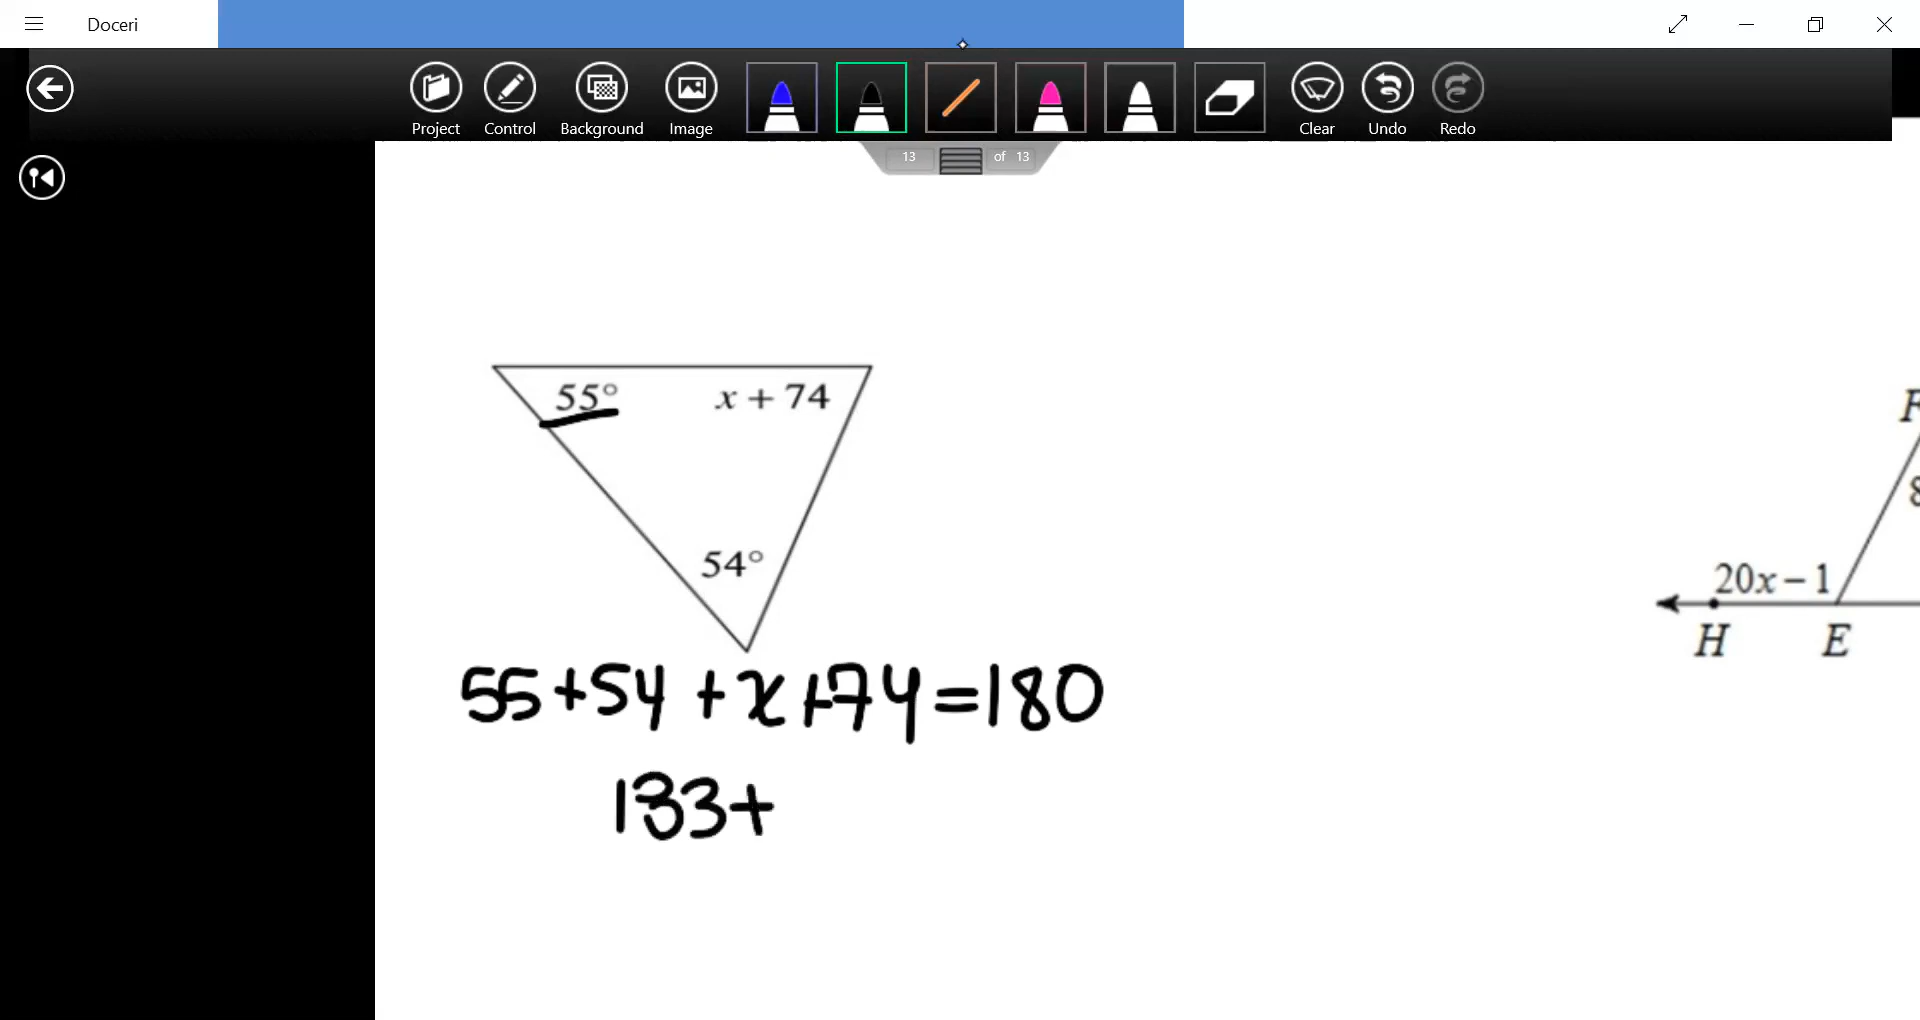 Doceri
Project Control Background Image Clear Undo Redo
13 of 13
55° x + 74
54°
55+54 +x+74=180
133+
F
8
20x – 1
H E